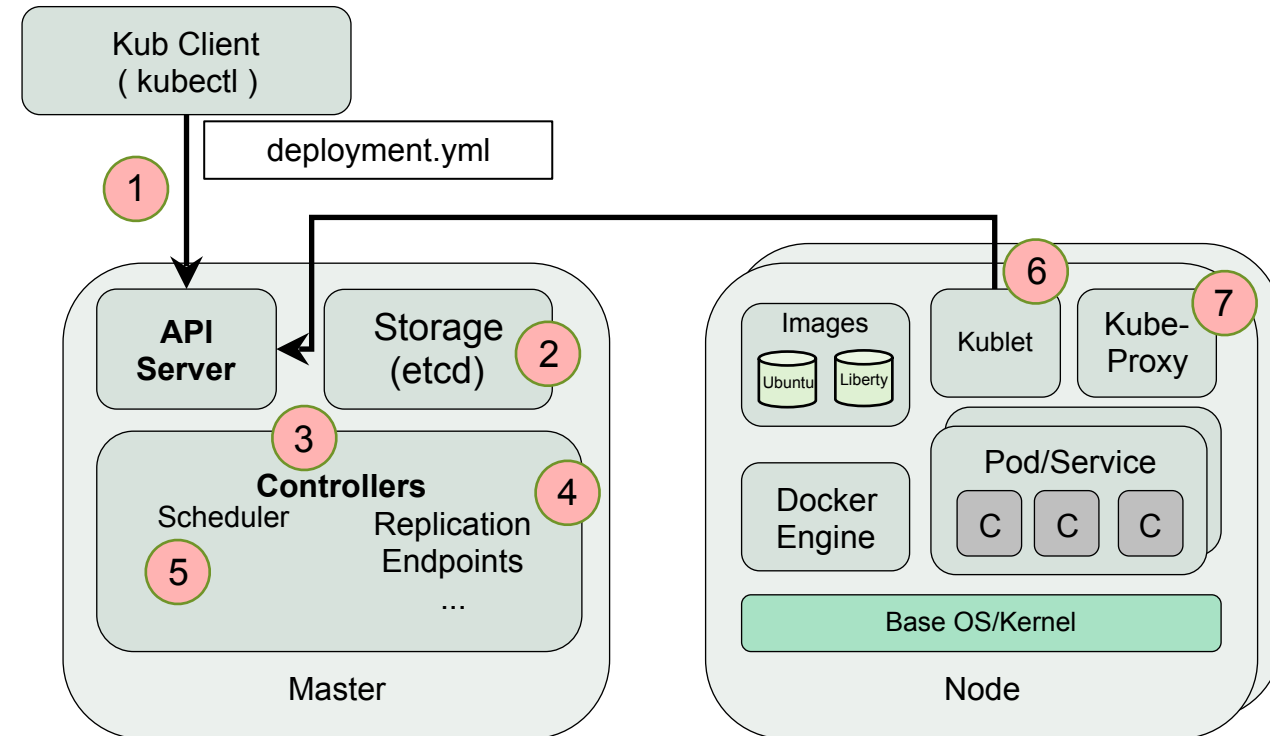 Kub Client
( kubectl )
deployment.yml
1
API
Server
Storage
(etcd)
2
3
Controllers
4
Scheduler
Replication
Endpoints
...
5
Master
6
7
Images
Ubuntu
Liberty
Kublet
Kube-
Proxy
Docker
Engine
Pod/Service
C C C
Base OS/Kernel
Node